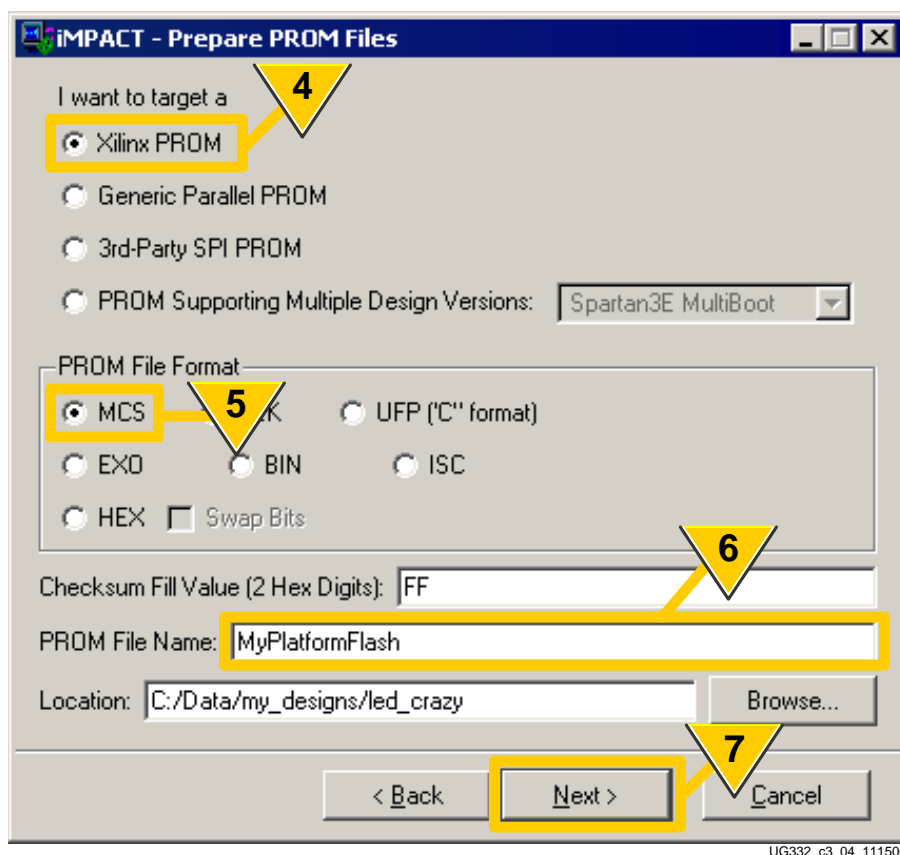 iMPACT - Prepare PROM Files
I want to target a
4
Xilinx PROM
Generic Parallel PROM
3rd-Party SPI PROM
PROM Supporting Multiple Design Versions: Spartan3E MultiBoot
PROM File Format
MCS 5 UFP ("C" format)
EXO BIN ISC
HEX Swap Bits
6
Checksum Fill Value (2 Hex Digits): FF
PROM File Name: MyPlatformFlash
Location: C:/Data/my_designs/led_crazy Browse...
7
< Back Next > Cancel
UG332_c3_04_11150